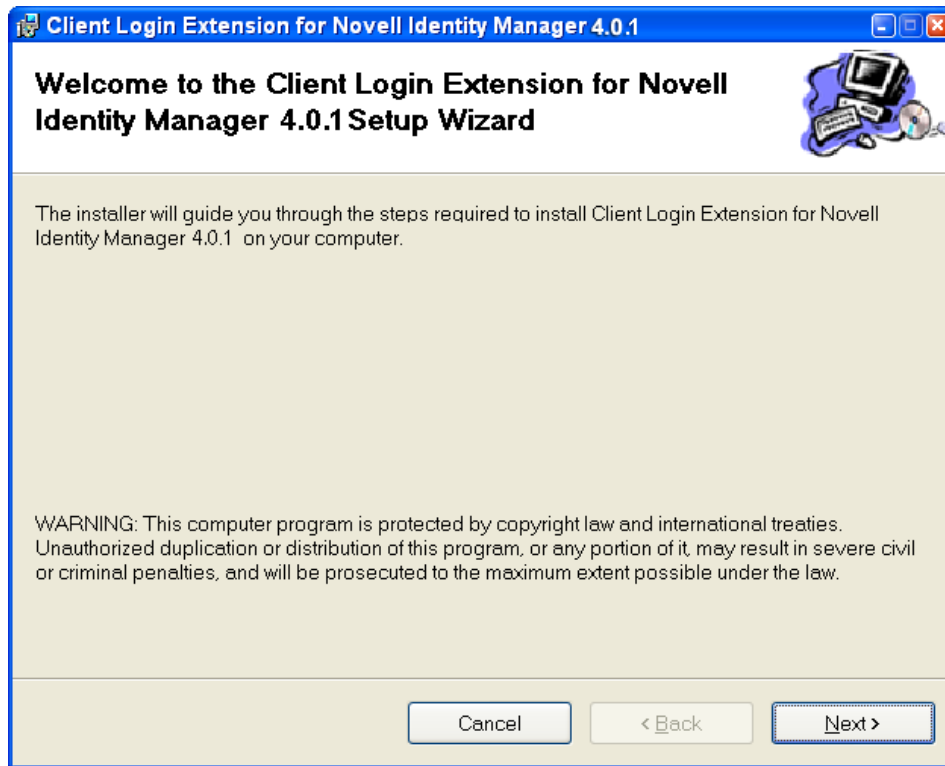 Client Login Extension for Novell Identity Manager 4.0.1
Welcome to the Client Login Extension for Novell
Identity Manager 4.0.1 Setup Wizard
The installer will guide you through the steps required to install Client Login Extension for Novell
Identity Manager 4.0.1 on your computer.
WARNING: This computer program is protected by copyright law and international treaties.
Unauthorized duplication or distribution of this program, or any portion of it, may result in severe civil
or criminal penalties, and will be prosecuted to the maximum extent possible under the law.
Cancel
< Back
Next >